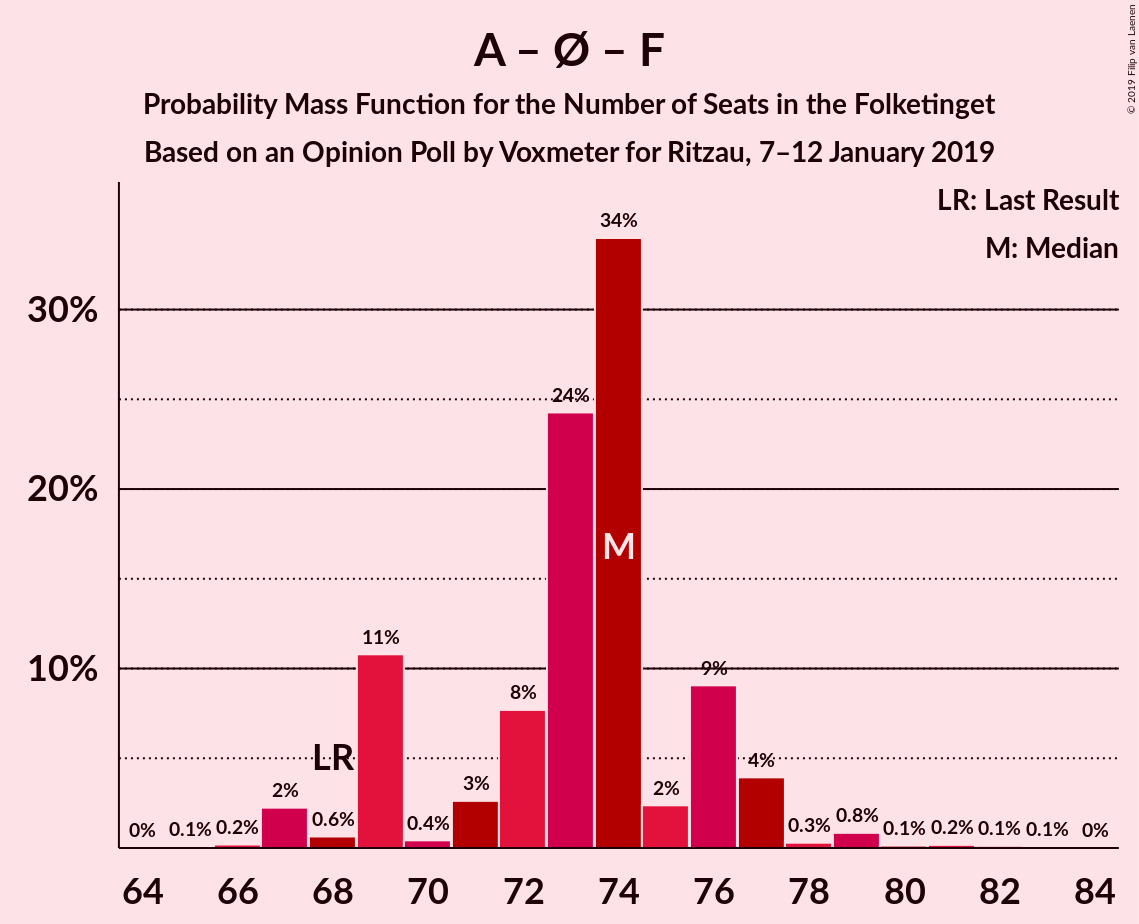 A – Ø – F
Probability Mass Function for the Number of Seats in the Folketinget
Based on an Opinion Poll by Voxmeter for Ritzau, 7–12 January 2019
© 2019 Filip van Laenen
LR: Last Result
M: Median
30%
20%
10%
0%
0.1%
0.2%
2%
0.6%
LR
11%
0.4%
3%
8%
24%
34%
M
2%
9%
4%
0.3%
0.8%
0.1%
0.2%
0.1%
0.1%
0%
64 66 68 70 72 74 76 78 80 82 84